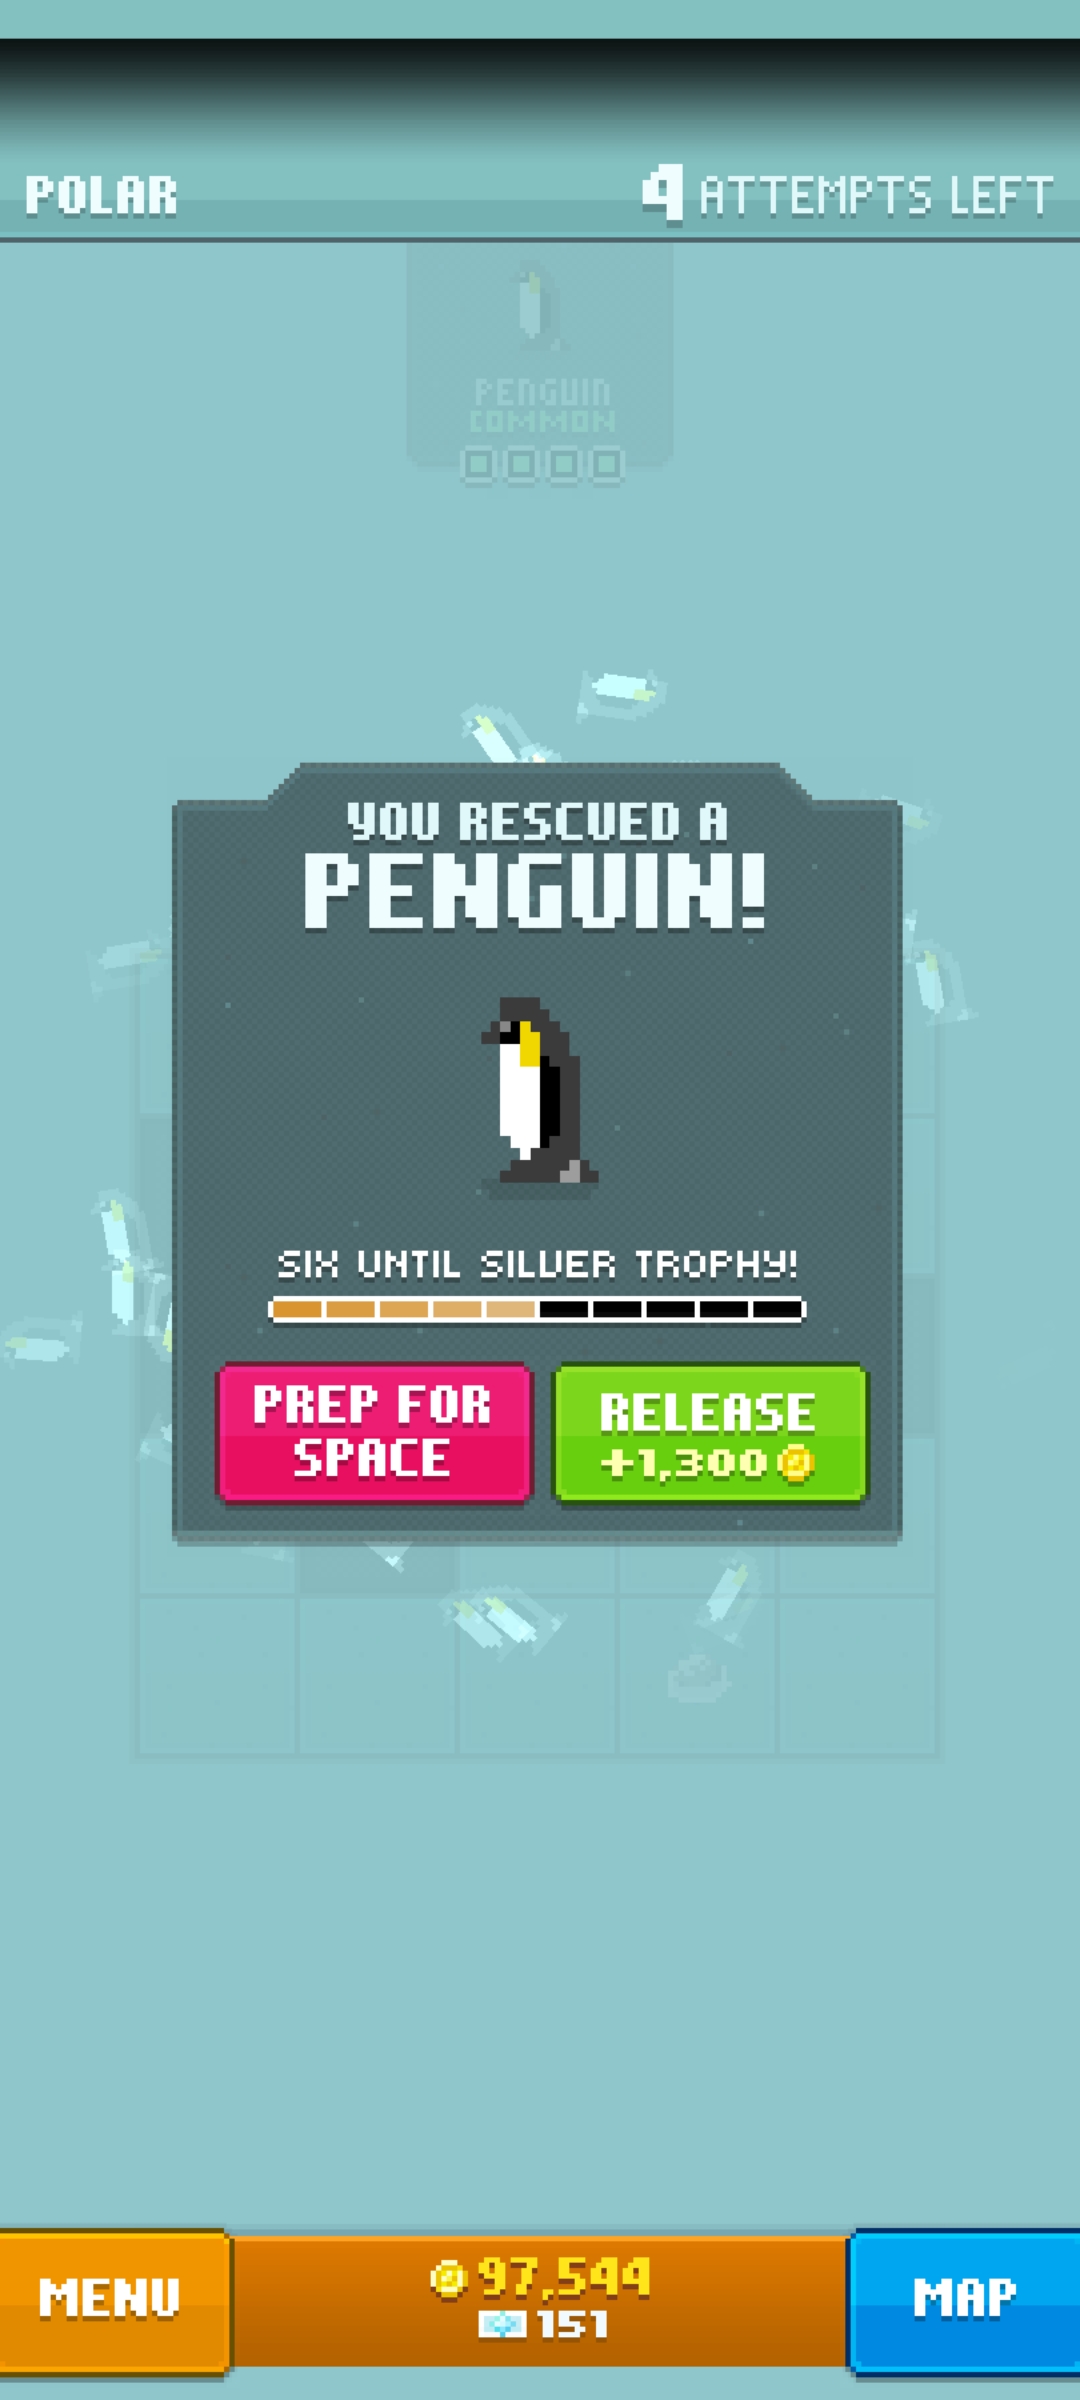 POLAR
4 ATTEMPTS LEFT
PENGUIN
COMMON
YOU RESCUED A
PENGUIN!
SIX UNTIL SILVER TROPHY!
PREP FOR
SPACE
RELEASE
+1,300
MENU
97,544
151
MAP